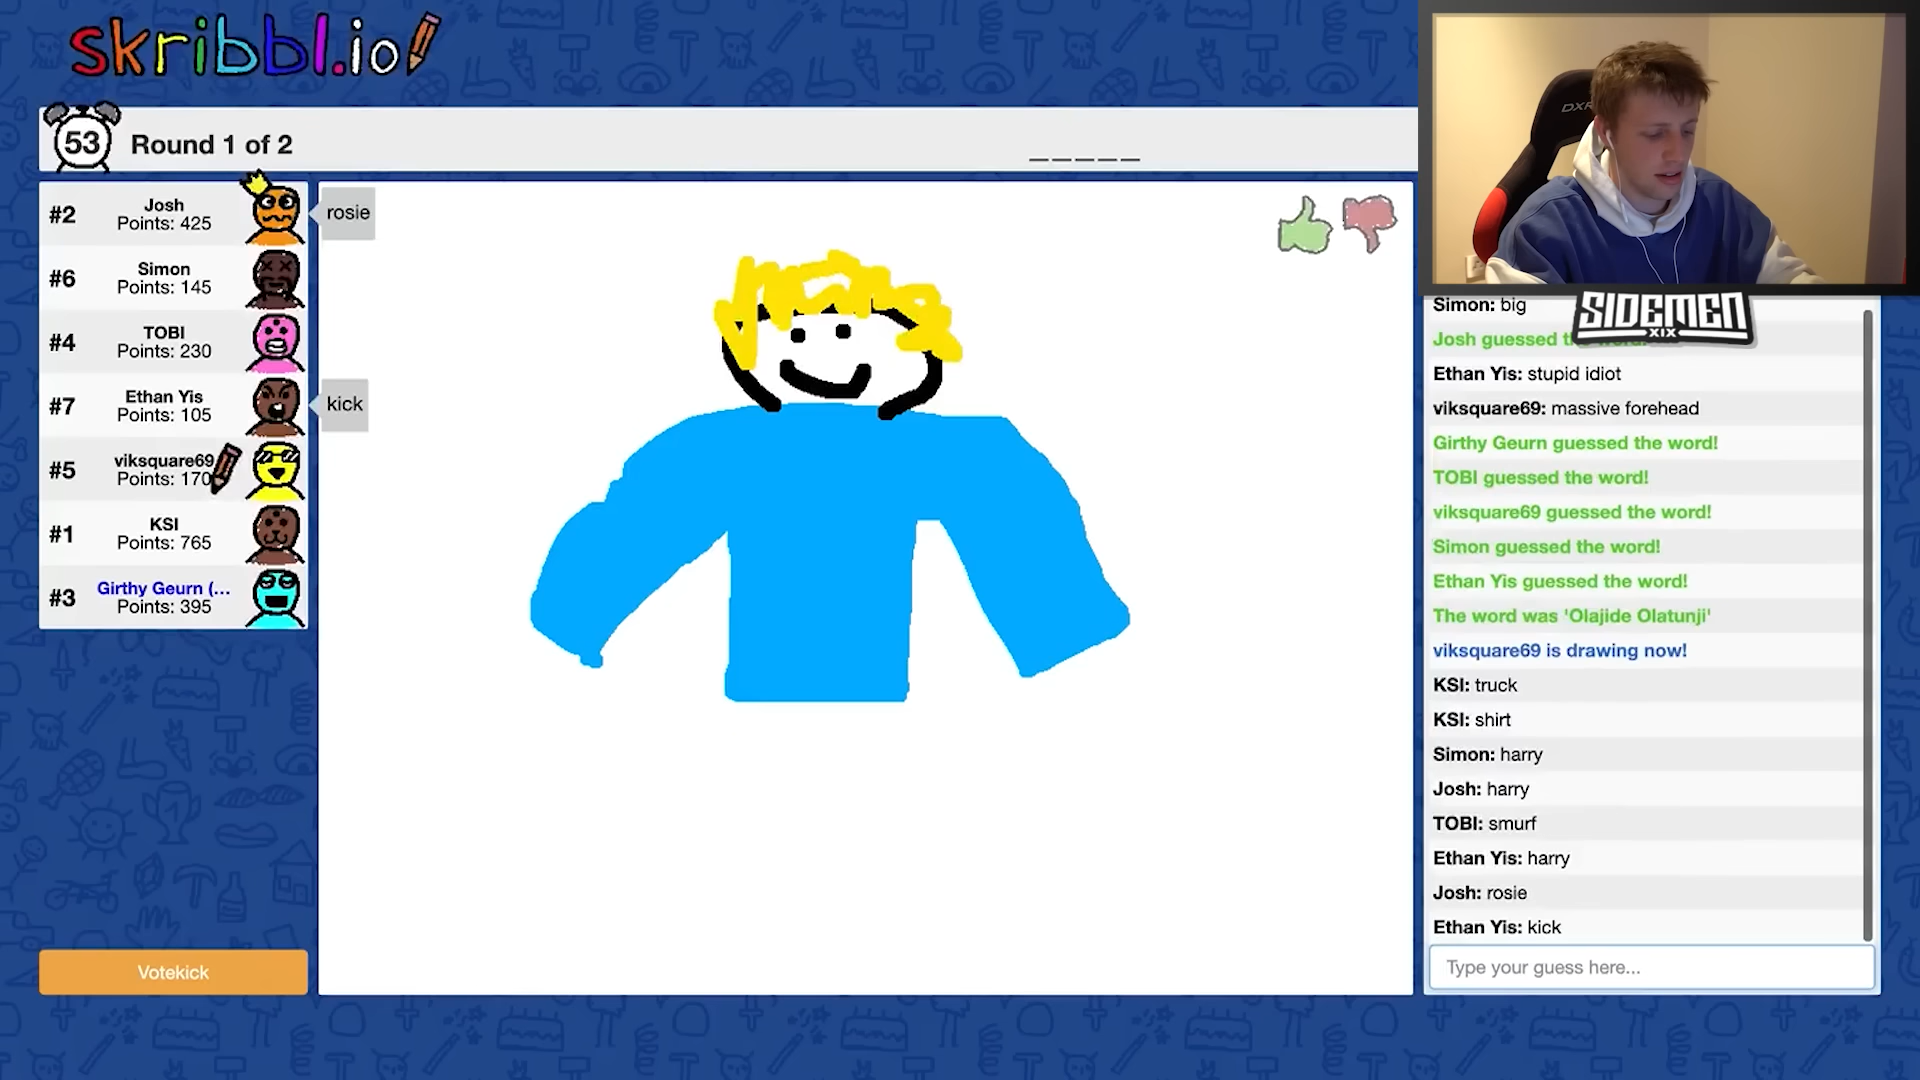 skribbl.io
53
Round 1 of 2
_____
#2
Josh
Points: 425
rosie
#6
Simon
Points: 145
#4
TOBI
Points: 230
#7
Ethan Yis
Points: 105
kick
#5
viksquare69
Points: 170
#1
KSI
Points: 765
#3
Girthy Geurn (...
Points: 395
Votekick
DXR
SIDEMEN
XIX
Simon: big
Josh guessed the word!
Ethan Yis: stupid idiot
viksquare69: massive forehead
Girthy Geurn guessed the word!
TOBI guessed the word!
viksquare69 guessed the word!
Simon guessed the word!
Ethan Yis guessed the word!
The word was 'Olajide Olatunji'
viksquare69 is drawing now!
KSI: truck
KSI: shirt
Simon: harry
Josh: harry
TOBI: smurf
Ethan Yis: harry
Josh: rosie
Ethan Yis: kick
Type your guess here...